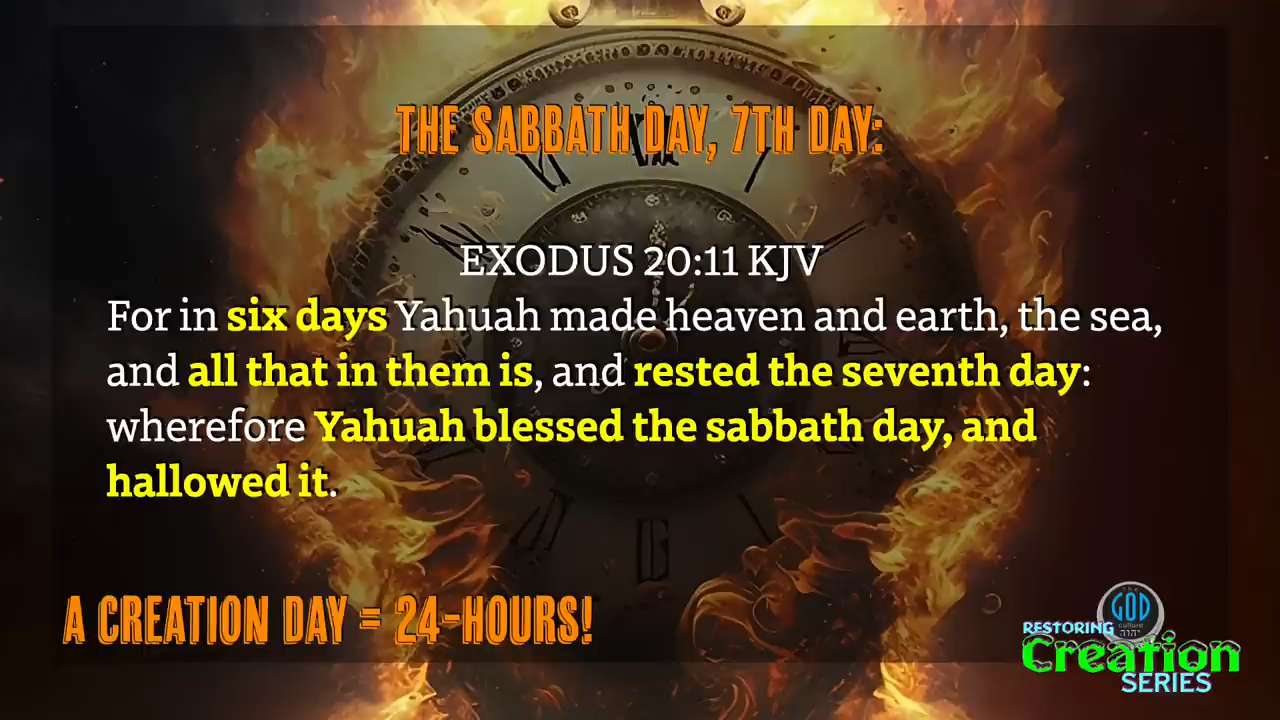 THE SABBATH DAY, 7TH DAY:
EXODUS 20:11 KJV
For in six days Yahuah made heaven and earth, the sea,
and all that in them is, and rested the seventh day:
wherefore Yahuah blessed the sabbath day, and
hallowed it.
A CREATION DAY = 24-HOURS!
GOD
culture
יהוה
RESTORING
Creation
SERIES